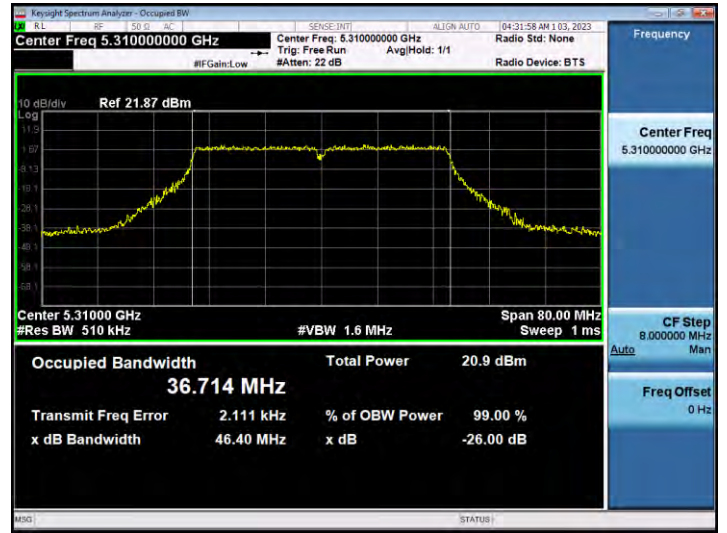 Keysight Spectrum Analyzer - Occupied BW
RL RF 50 Ω AC SENSE:INT ALIGN AUTO 04:31:58 AM 1 03, 2023
Center Freq 5.310000000 GHz
Center Freq: 5.310000000 GHz
Radio Std: None
Trig: Free Run Avg|Hold: 1/1
#IFGain:Low #Atten: 22 dB Radio Device: BTS
10 dB/div Ref 21.87 dBm
Log
11.9
1.87
-8.13
-18.1
-28.1
-38.1
-48.1
-58.1
-68.1
Center 5.31000 GHz Span 80.00 MHz
#Res BW 510 kHz #VBW 1.6 MHz Sweep 1 ms
Occupied Bandwidth Total Power 20.9 dBm
36.714 MHz
Transmit Freq Error 2.111 kHz % of OBW Power 99.00 %
x dB Bandwidth 46.40 MHz x dB -26.00 dB
MSG STATUS
Frequency
Center Freq
5.310000000 GHz
CF Step
8.000000 MHz
Auto Man
Freq Offset
0 Hz